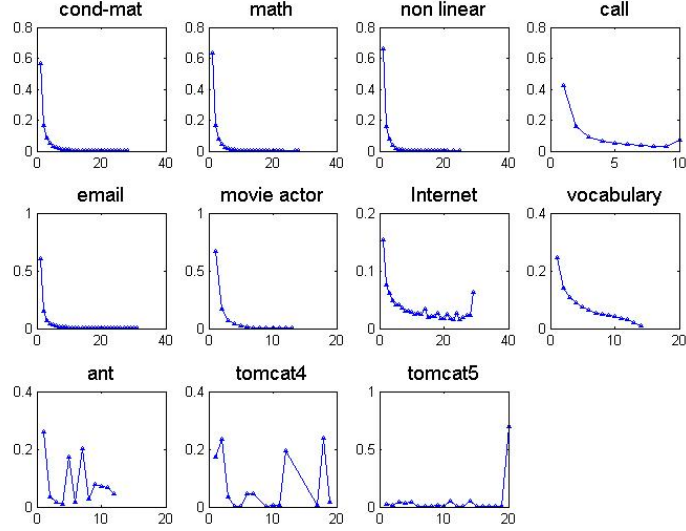 cond-mat math non linear call
0.8 0.8 0.8 0.8
0.6 0.6 0.6 0.6
0.4 0.4 0.4 0.4
0.2 0.2 0.2 0.2
0 0 0 0
0 20 40 0 20 40 0 20 40 0 5 10
email movie actor Internet vocabulary
1 1 0.2 0.4
0.5 0.5 0.1 0.2
0 0 0 0
0 20 40 0 10 20 0 20 40 0 10 20
ant tomcat4 tomcat5
0.4 0.4 1
0.2 0.2 0.5
0 0 0
0 10 20 0 10 20 0 10 20